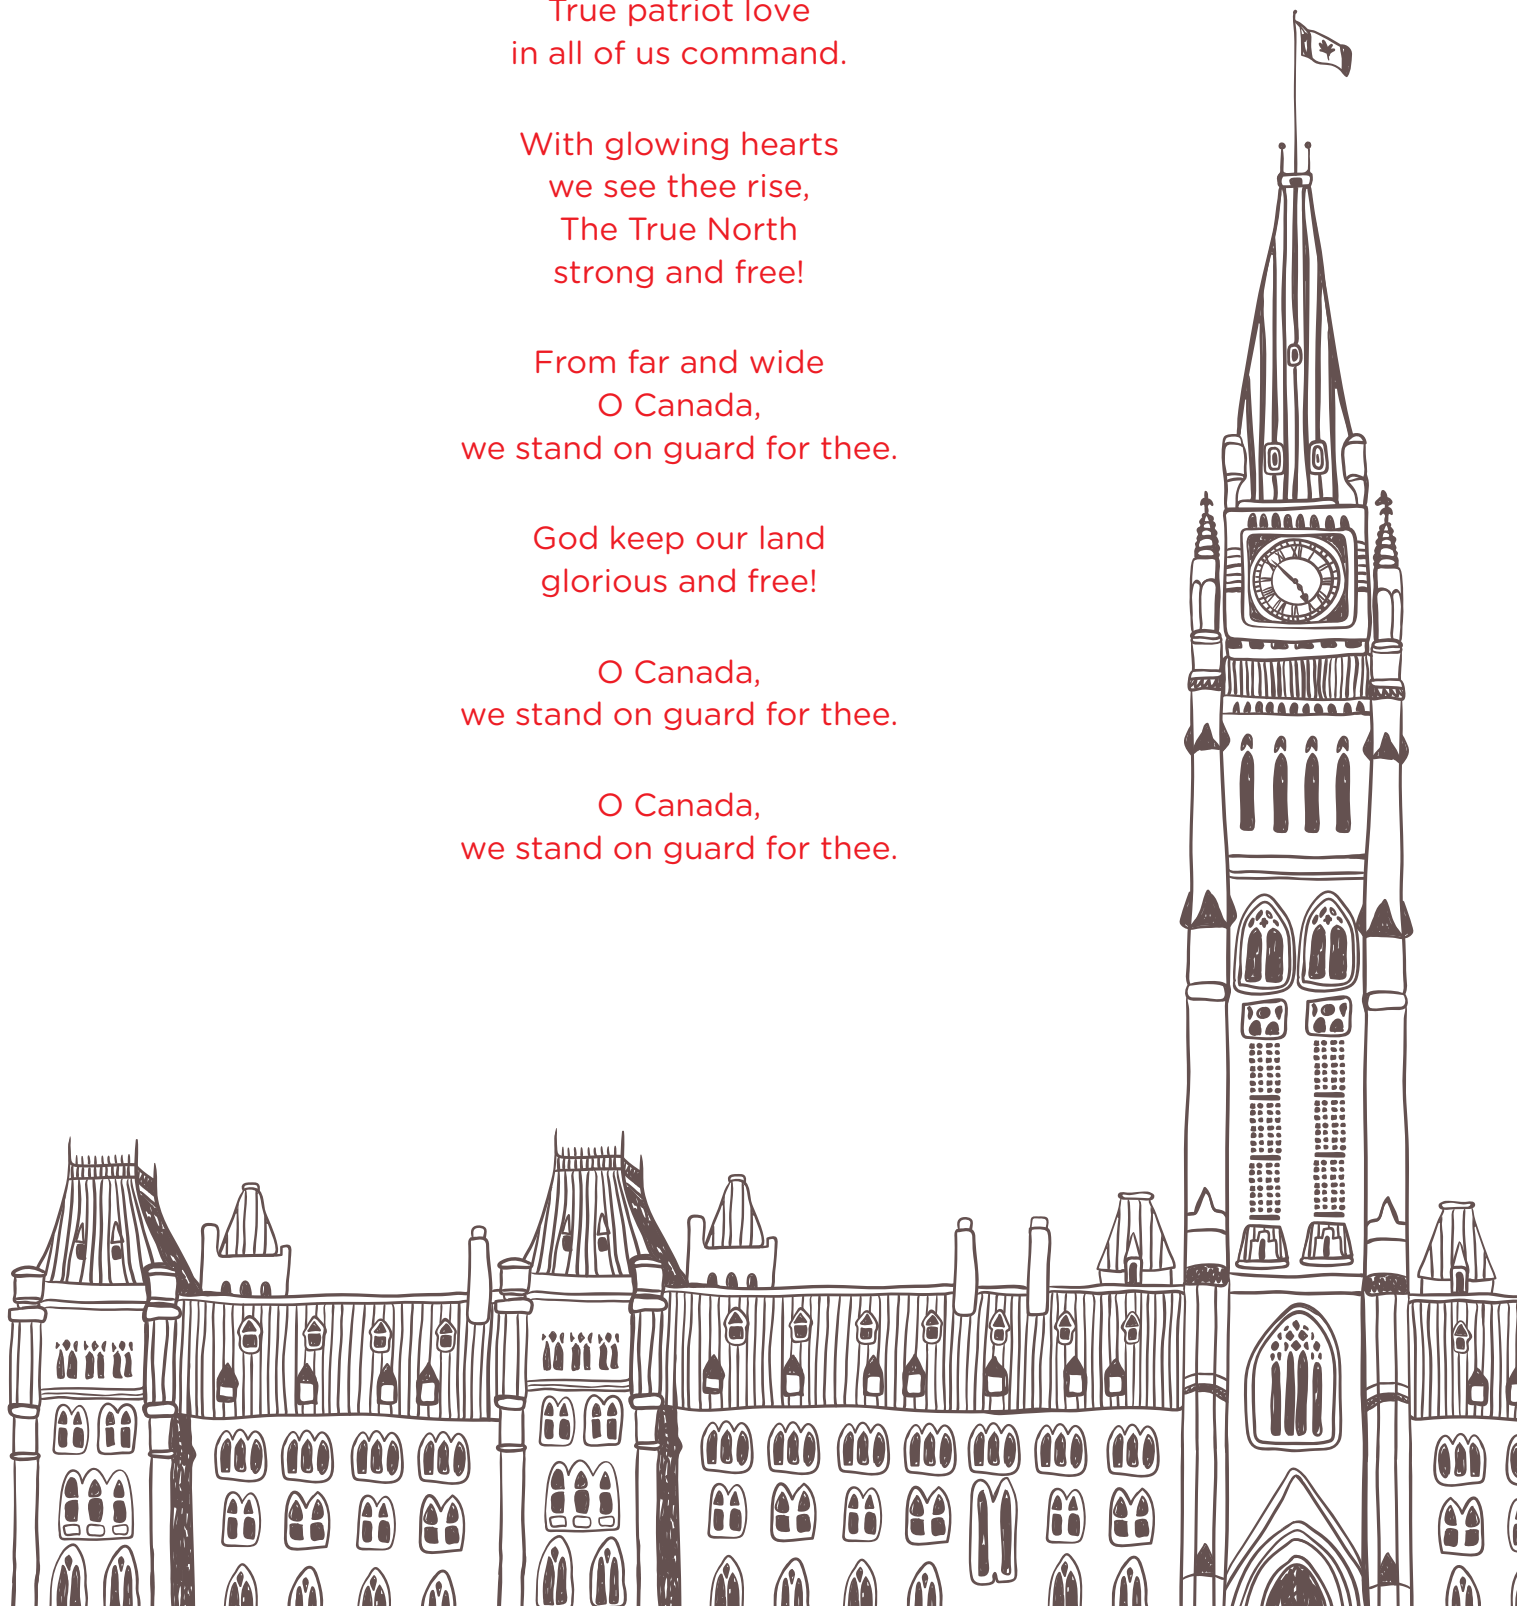 True patriot love
in all of us command.
With glowing hearts
we see thee rise,
The True North
strong and free!
From far and wide
O Canada,
we stand on guard for thee.
God keep our land
glorious and free!
O Canada,
we stand on guard for thee.
O Canada,
we stand on guard for thee.